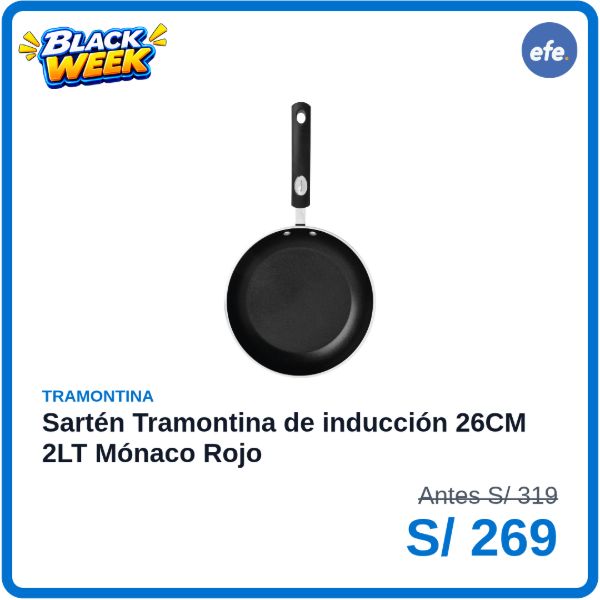 BLACK
WEEK
efe.
TRAMONTINA
Sartén Tramontina de inducción 26CM
2LT Mónaco Rojo
Antes S/ 319
S/ 269